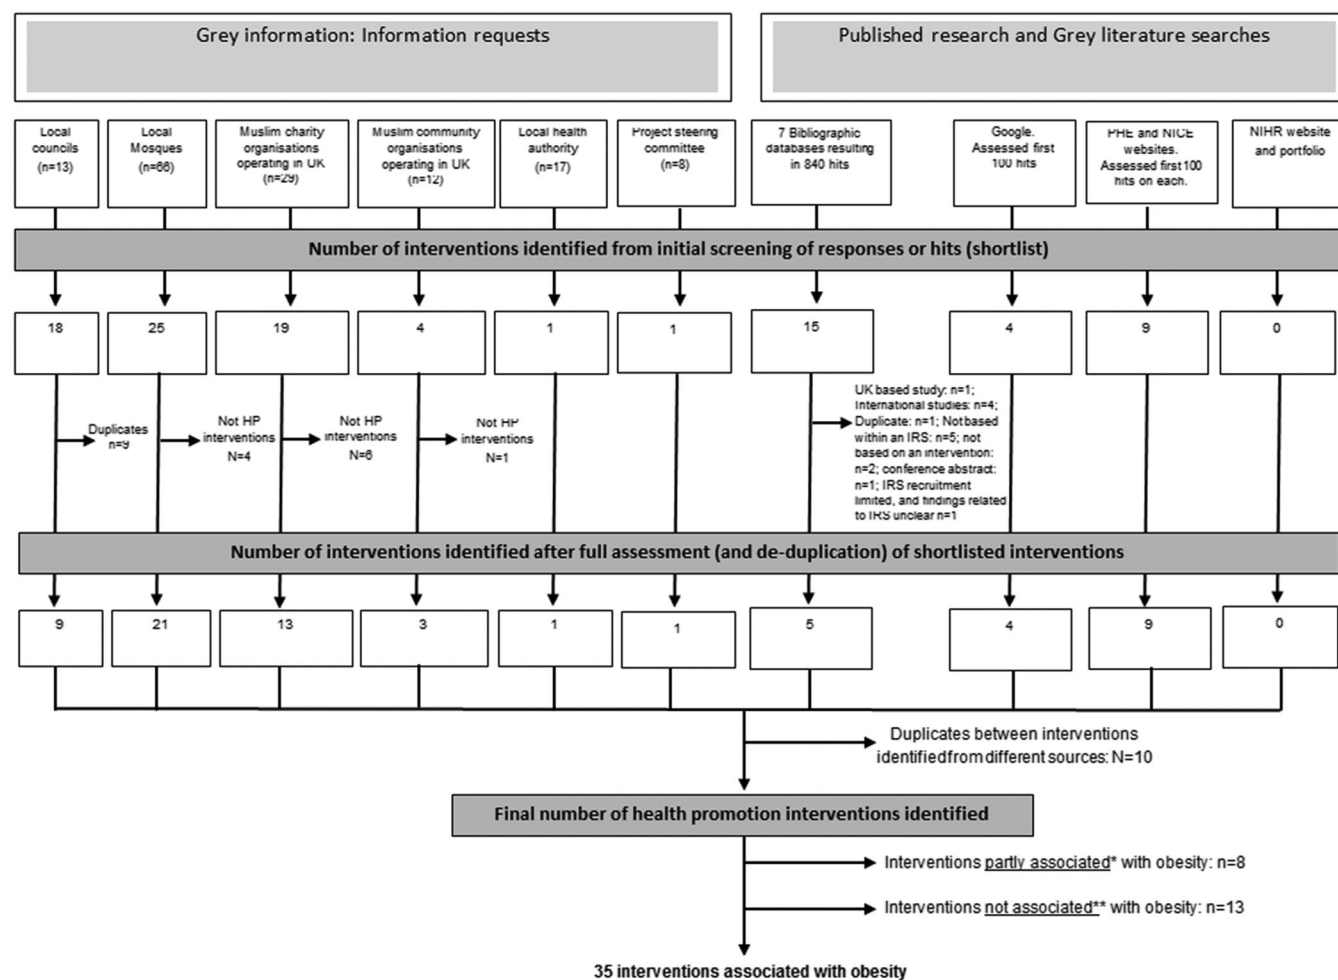 Grey information: Information requests
Published research and Grey literature searches
Local
councils
(n=13)
Local
Mosques
(n=66)
Muslim charity
organisations
operating in UK
(n=29)
Muslim community
organisations
operating in UK
(n=12)
Local health
authority
(n=17)
Project steering
committee
(n=8)
7 Bibliographic
databases resulting
in 840 hits
Google.
Assessed first
100 hits
PHE and NICE
websites.
Assessed first 100
hits on each.
NIHR website
and portfolio
Number of interventions identified from initial screening of responses or hits (shortlist)
18
25
19
4
1
1
15
4
9
0
Duplicates
n=9
Not HP
interventions
N=4
Not HP
interventions
N=6
Not HP
interventions
N=1
UK based study: n=1;
International studies: n=4;
Duplicate: n=1; Not based
within an IRS: n=5; not
based on an intervention:
n=2; conference abstract:
n=1; IRS recruitment
limited, and findings related
to IRS unclear n=1
Number of interventions identified after full assessment (and de-duplication) of shortlisted interventions
9
21
13
3
1
1
5
4
9
0
Duplicates between interventions
identified from different sources: N=10
Final number of health promotion interventions identified
Interventions partly associated* with obesity: n=8
Interventions not associated** with obesity: n=13
35 interventions associated with obesity